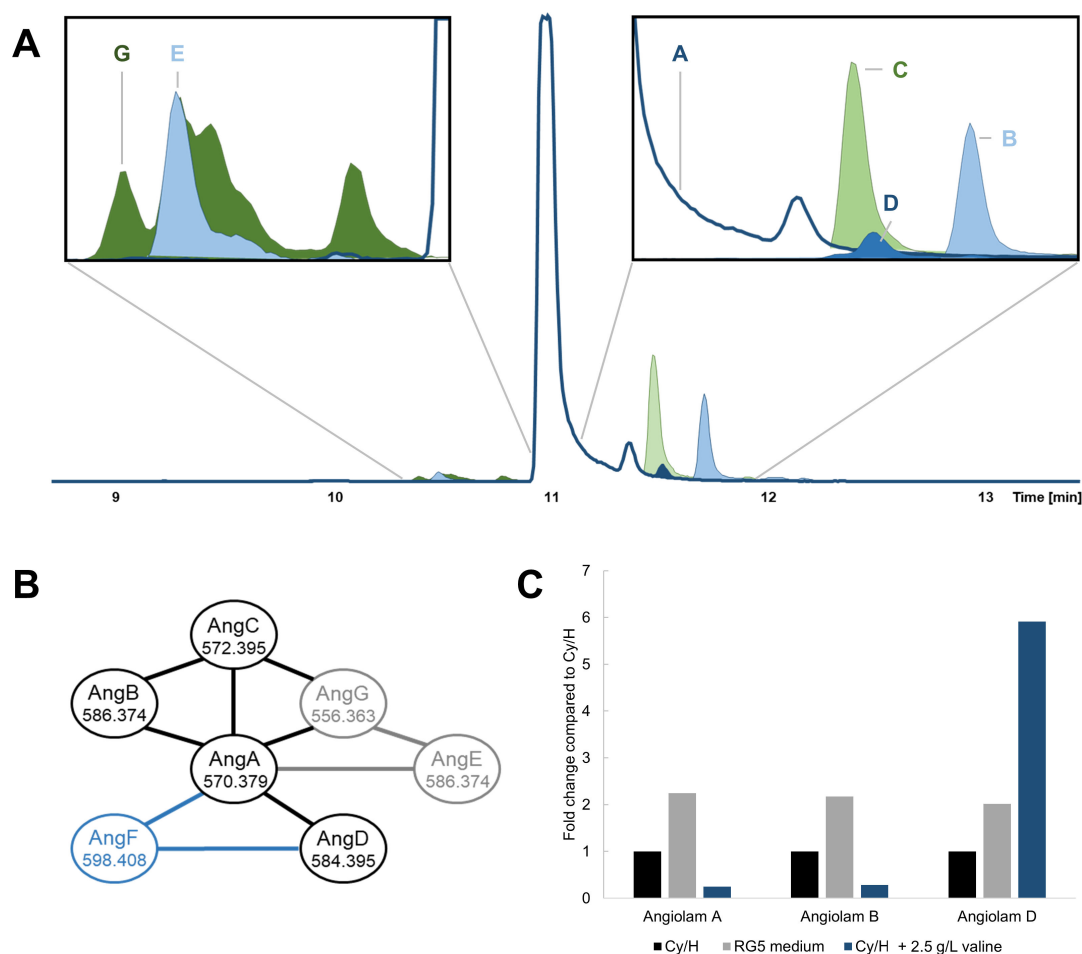 A
G
E
A
C
B
D
9
10
11
12
13
Time [min]
B
AngC
572.395
AngB
586.374
AngG
556.363
AngA
570.379
AngE
586.374
AngF
598.408
AngD
584.395
C
Fold change compared to Cy/H
7
6
5
4
3
2
1
0
Angiolam A
Angiolam B
Angiolam D
Cy/H
RG5 medium
Cy/H + 2.5 g/L valine